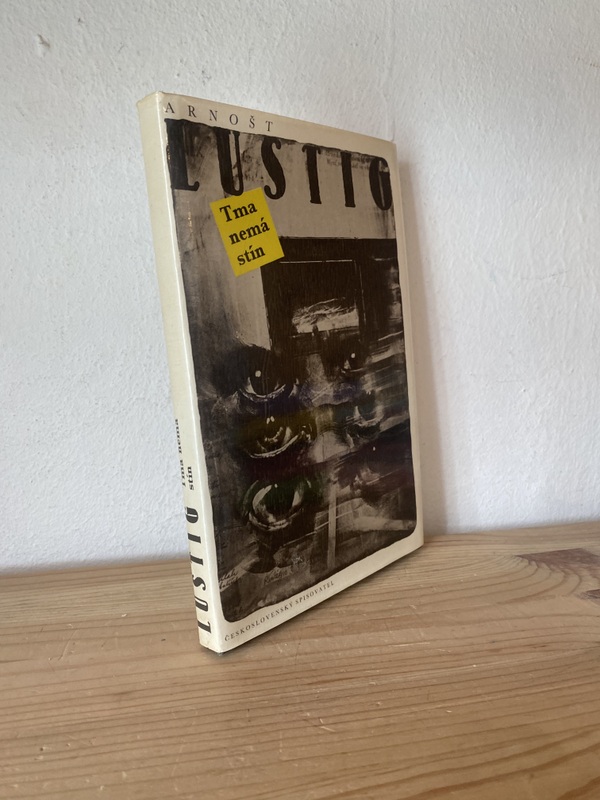 ARNOŠT
LUSTIG
Tma
nemá
stín
ČESKOSLOVENSKÝ SPISOVATEL
LUSTIG
Tma nemá
stín